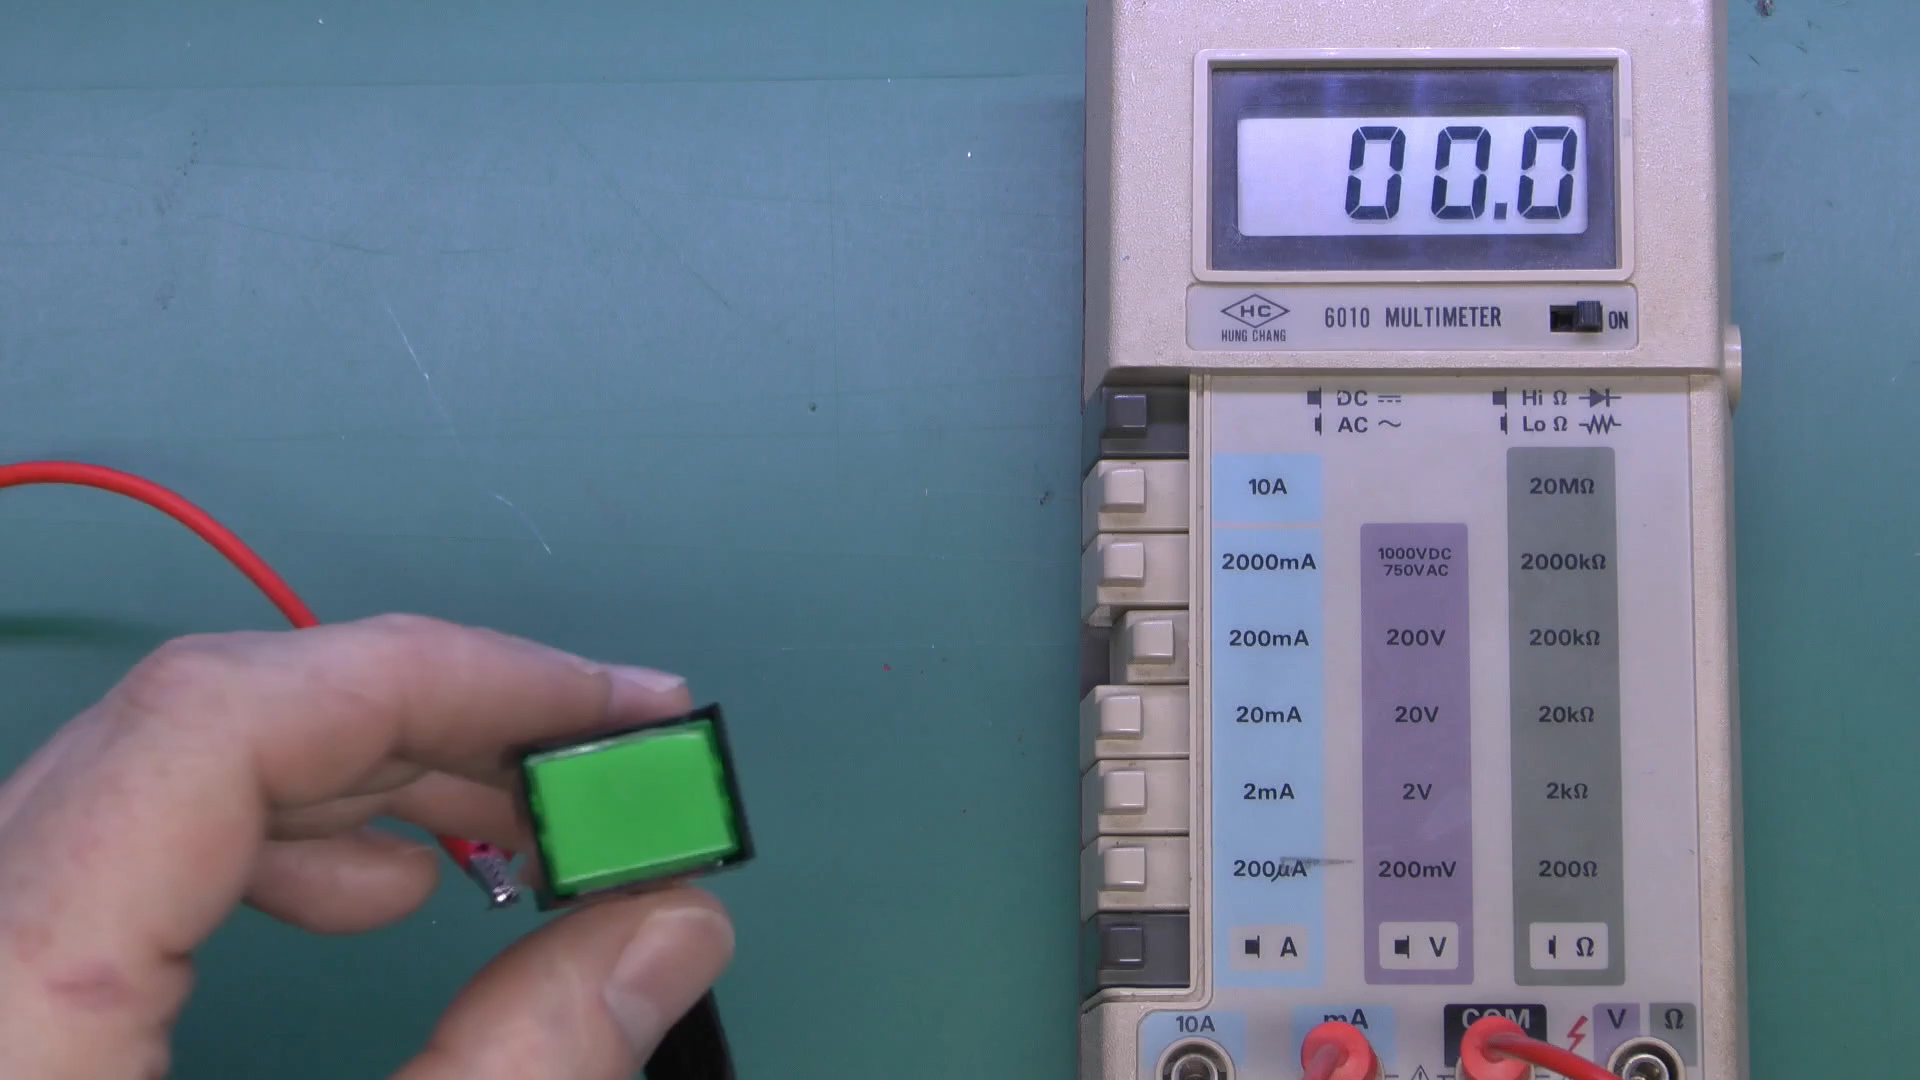 00.0
HC
HUNG CHANG
6010 MULTIMETER
ON
DC
AC
Hi Ω
Lo Ω
10A
20MΩ
2000mA
1000VDC
750VAC
2000kΩ
200mA
200V
200kΩ
20mA
20V
20kΩ
2mA
2V
2kΩ
200μA
200mV
200Ω
A
V
Ω
10A
mA
COM
V
Ω